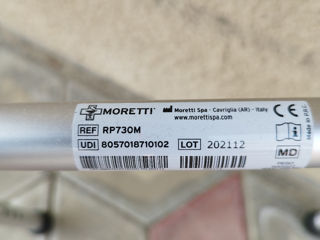 MORETTI
Moretti Spa - Cavriglia (AR) - Italy
www.morettispa.com
CE
REF RP730M
UDI 8057018710102 LOT 202112
MD